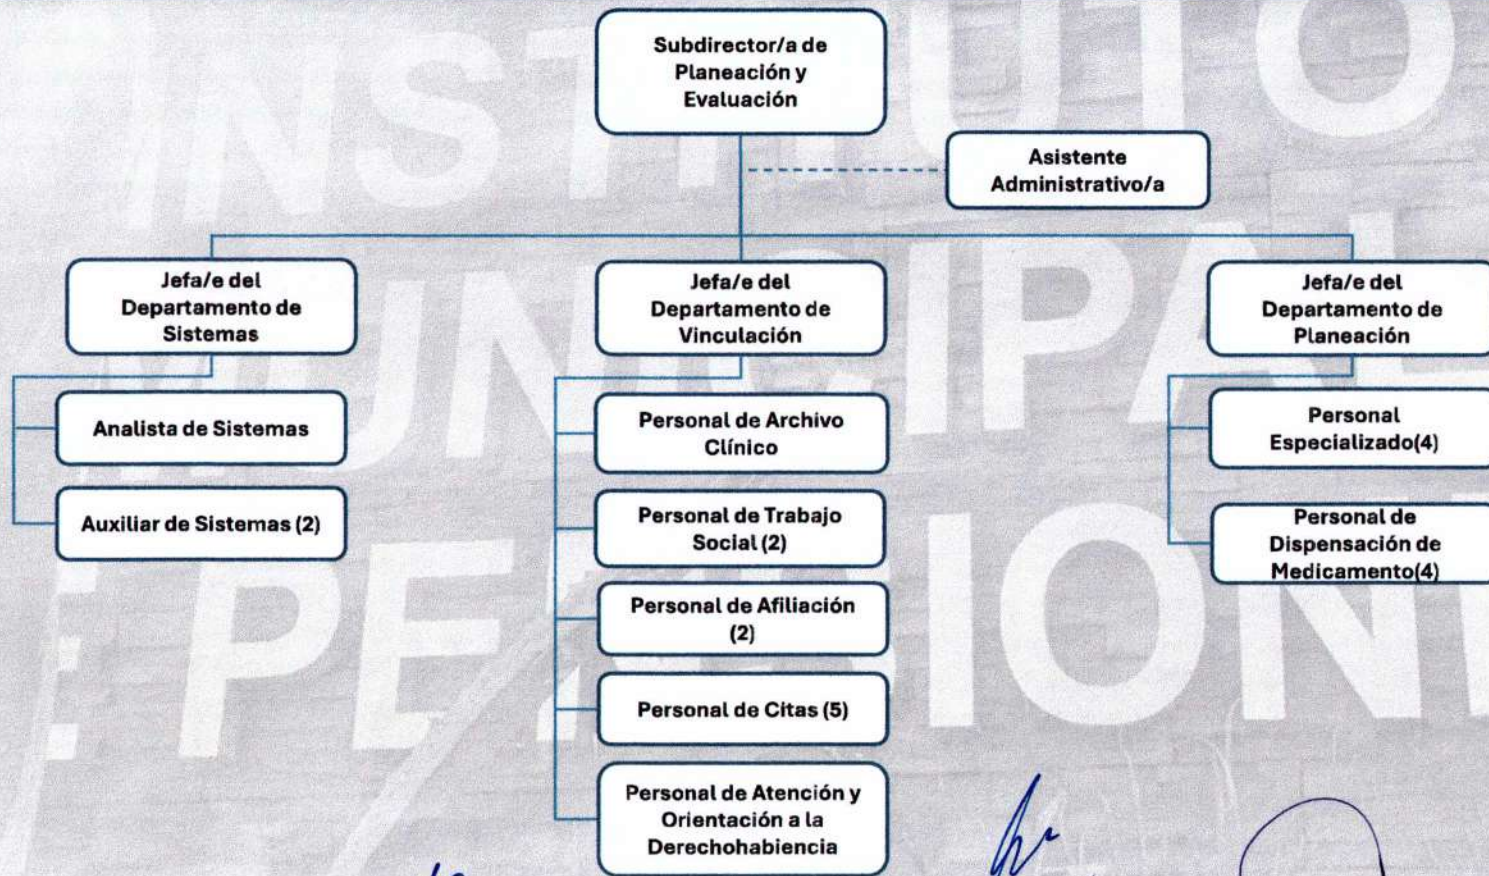 INSTITUTO
MUNICIPAL
E PENSION
Subdirector/a de
Planeación y
Evaluación
Asistente
Administrativo/a
Jefa/e del
Departamento de
Sistemas
Analista de Sistemas
Auxiliar de Sistemas (2)
Jefa/e del
Departamento de
Vinculación
Personal de Archivo
Clínico
Personal de Trabajo
Social (2)
Personal de Afiliación
(2)
Personal de Citas (5)
Personal de Atención y
Orientación a la
Derechohabiencia
Jefa/e del
Departamento de
Planeación
Personal
Especializado(4)
Personal de
Dispensación de
Medicamento(4)